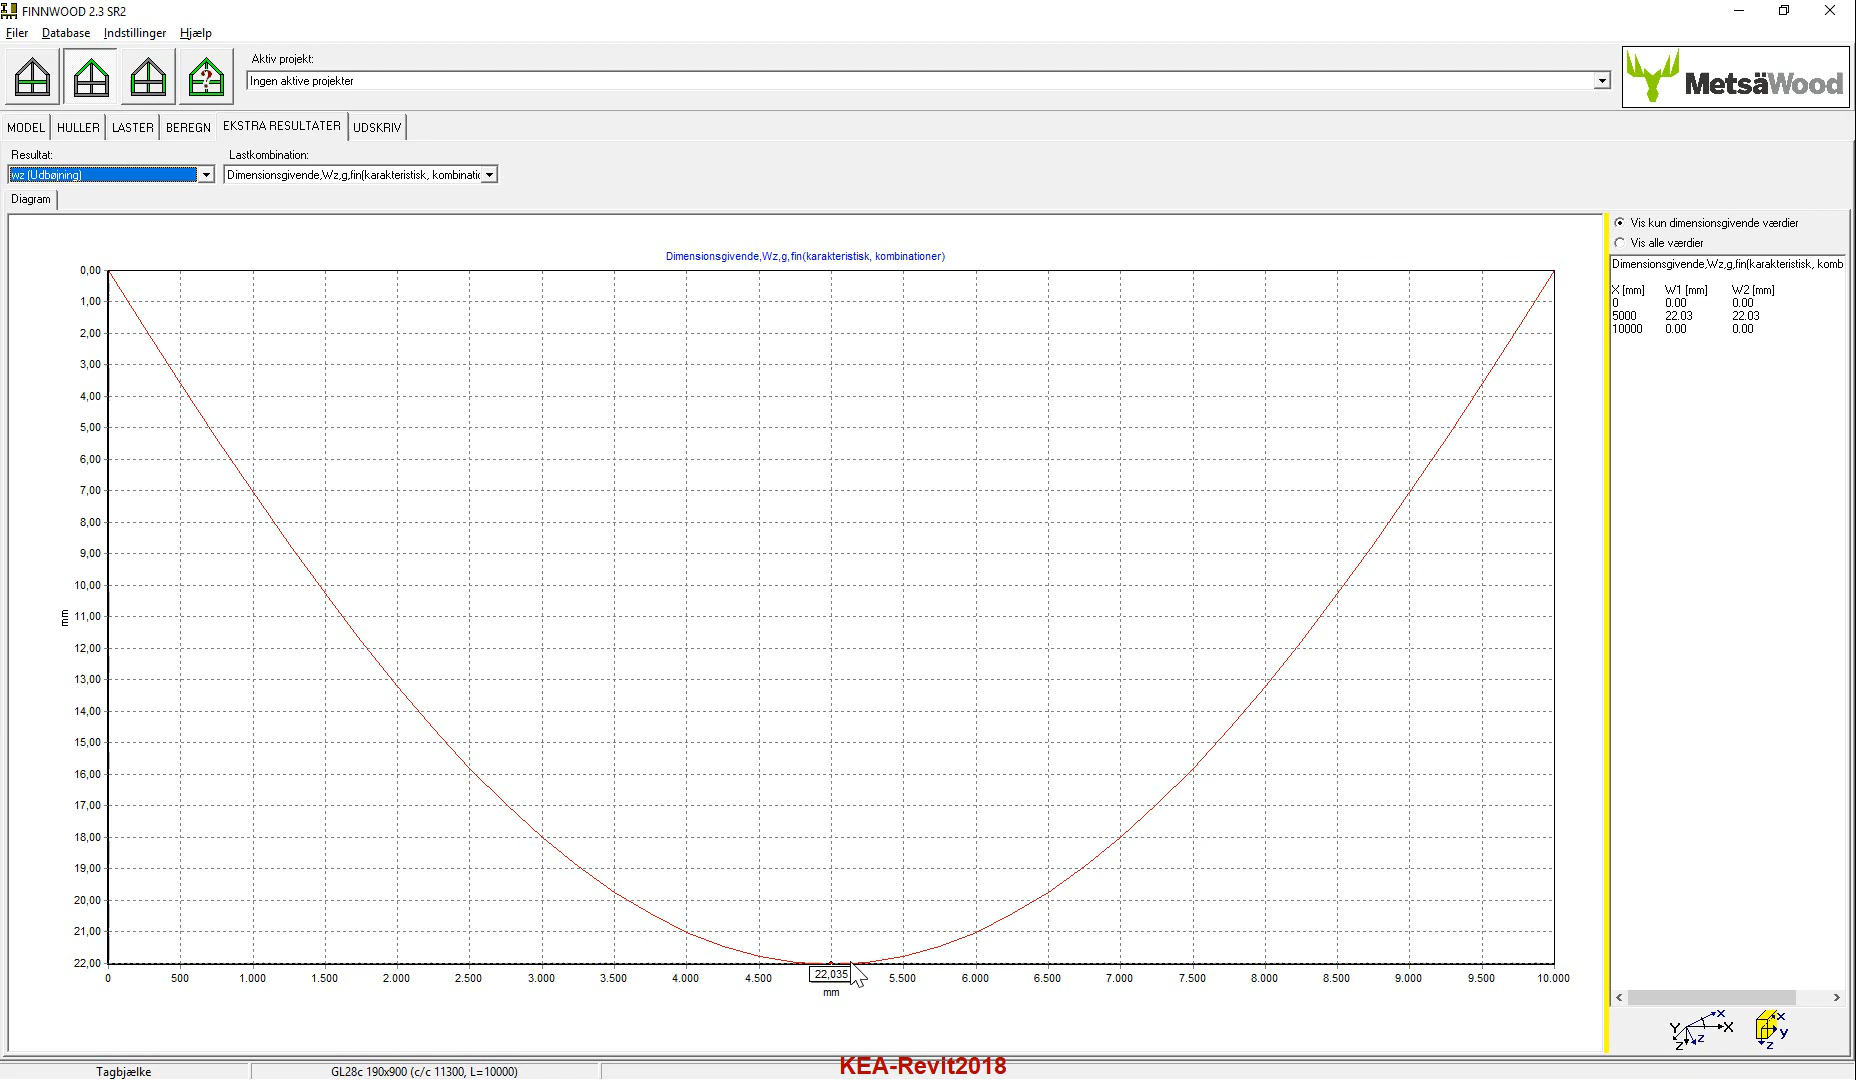 FINNWOOD 2.3 SR2
Filer Database Indstillinger Hjælp
Aktiv projekt:
Ingen aktive projekter
MetsäWood
MODEL HULLER LASTER BEREGN EKSTRA RESULTATER UDSKRIV
Resultat: Lastkombination:
wz (Udbøjning) Dimensionsgivende,Wz,g,fin(karakteristisk, kombinatic
Diagram
Dimensionsgivende,Wz,g,fin(karakteristisk, kombinationer)
0,00
1,00
2,00
3,00
4,00
5,00
6,00
7,00
8,00
9,00
10,00
mm
11,00
12,00
13,00
14,00
15,00
16,00
17,00
18,00
19,00
20,00
21,00
22,00
22,035
0 500 1.000 1.500 2.000 2.500 3.000 3.500 4.000 4.500 5.500 6.000 6.500 7.000 7.500 8.000 8.500 9.000 9.500 10.000
mm
Vis kun dimensionsgivende værdier
Vis alle værdier
Dimensionsgivende,Wz,g,fin(karakteristisk, komb
X [mm] W1 [mm] W2 [mm]
0 0.00 0.00
5000 22.03 22.03
10000 0.00 0.00
Y X X Z Z
X y z
Tagbjælke
GL28c 190x900 (c/c 11300, L=10000)
KEA-Revit2018